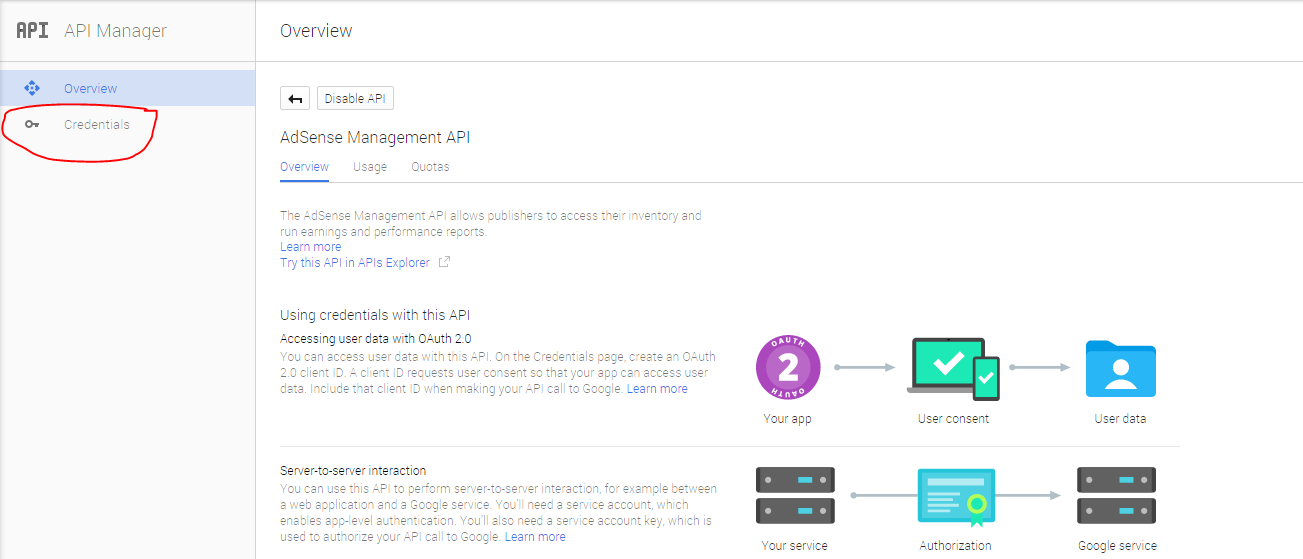 API API Manager
Overview
Overview
Credentials
Disable API
AdSense Management API
Overview Usage Quotas
The AdSense Management API allows publishers to access their inventory and
run earnings and performance reports.
Learn more
Try this API in APIs Explorer
Using credentials with this API
Accessing user data with OAuth 2.0
You can access user data with this API. On the Credentials page, create an OAuth
2.0 client ID. A client ID requests user consent so that your app can access user
data. Include that client ID when making your API call to Google. Learn more
OAUTH
2
OAUTH
Your app User consent User data
Server-to-server interaction
You can use this API to perform server-to-server interaction, for example between
a web application and a Google service. You'll need a service account, which
enables app-level authentication. You'll also need a service account key, which is
used to authorize your API call to Google. Learn more
Your service Authorization Google service